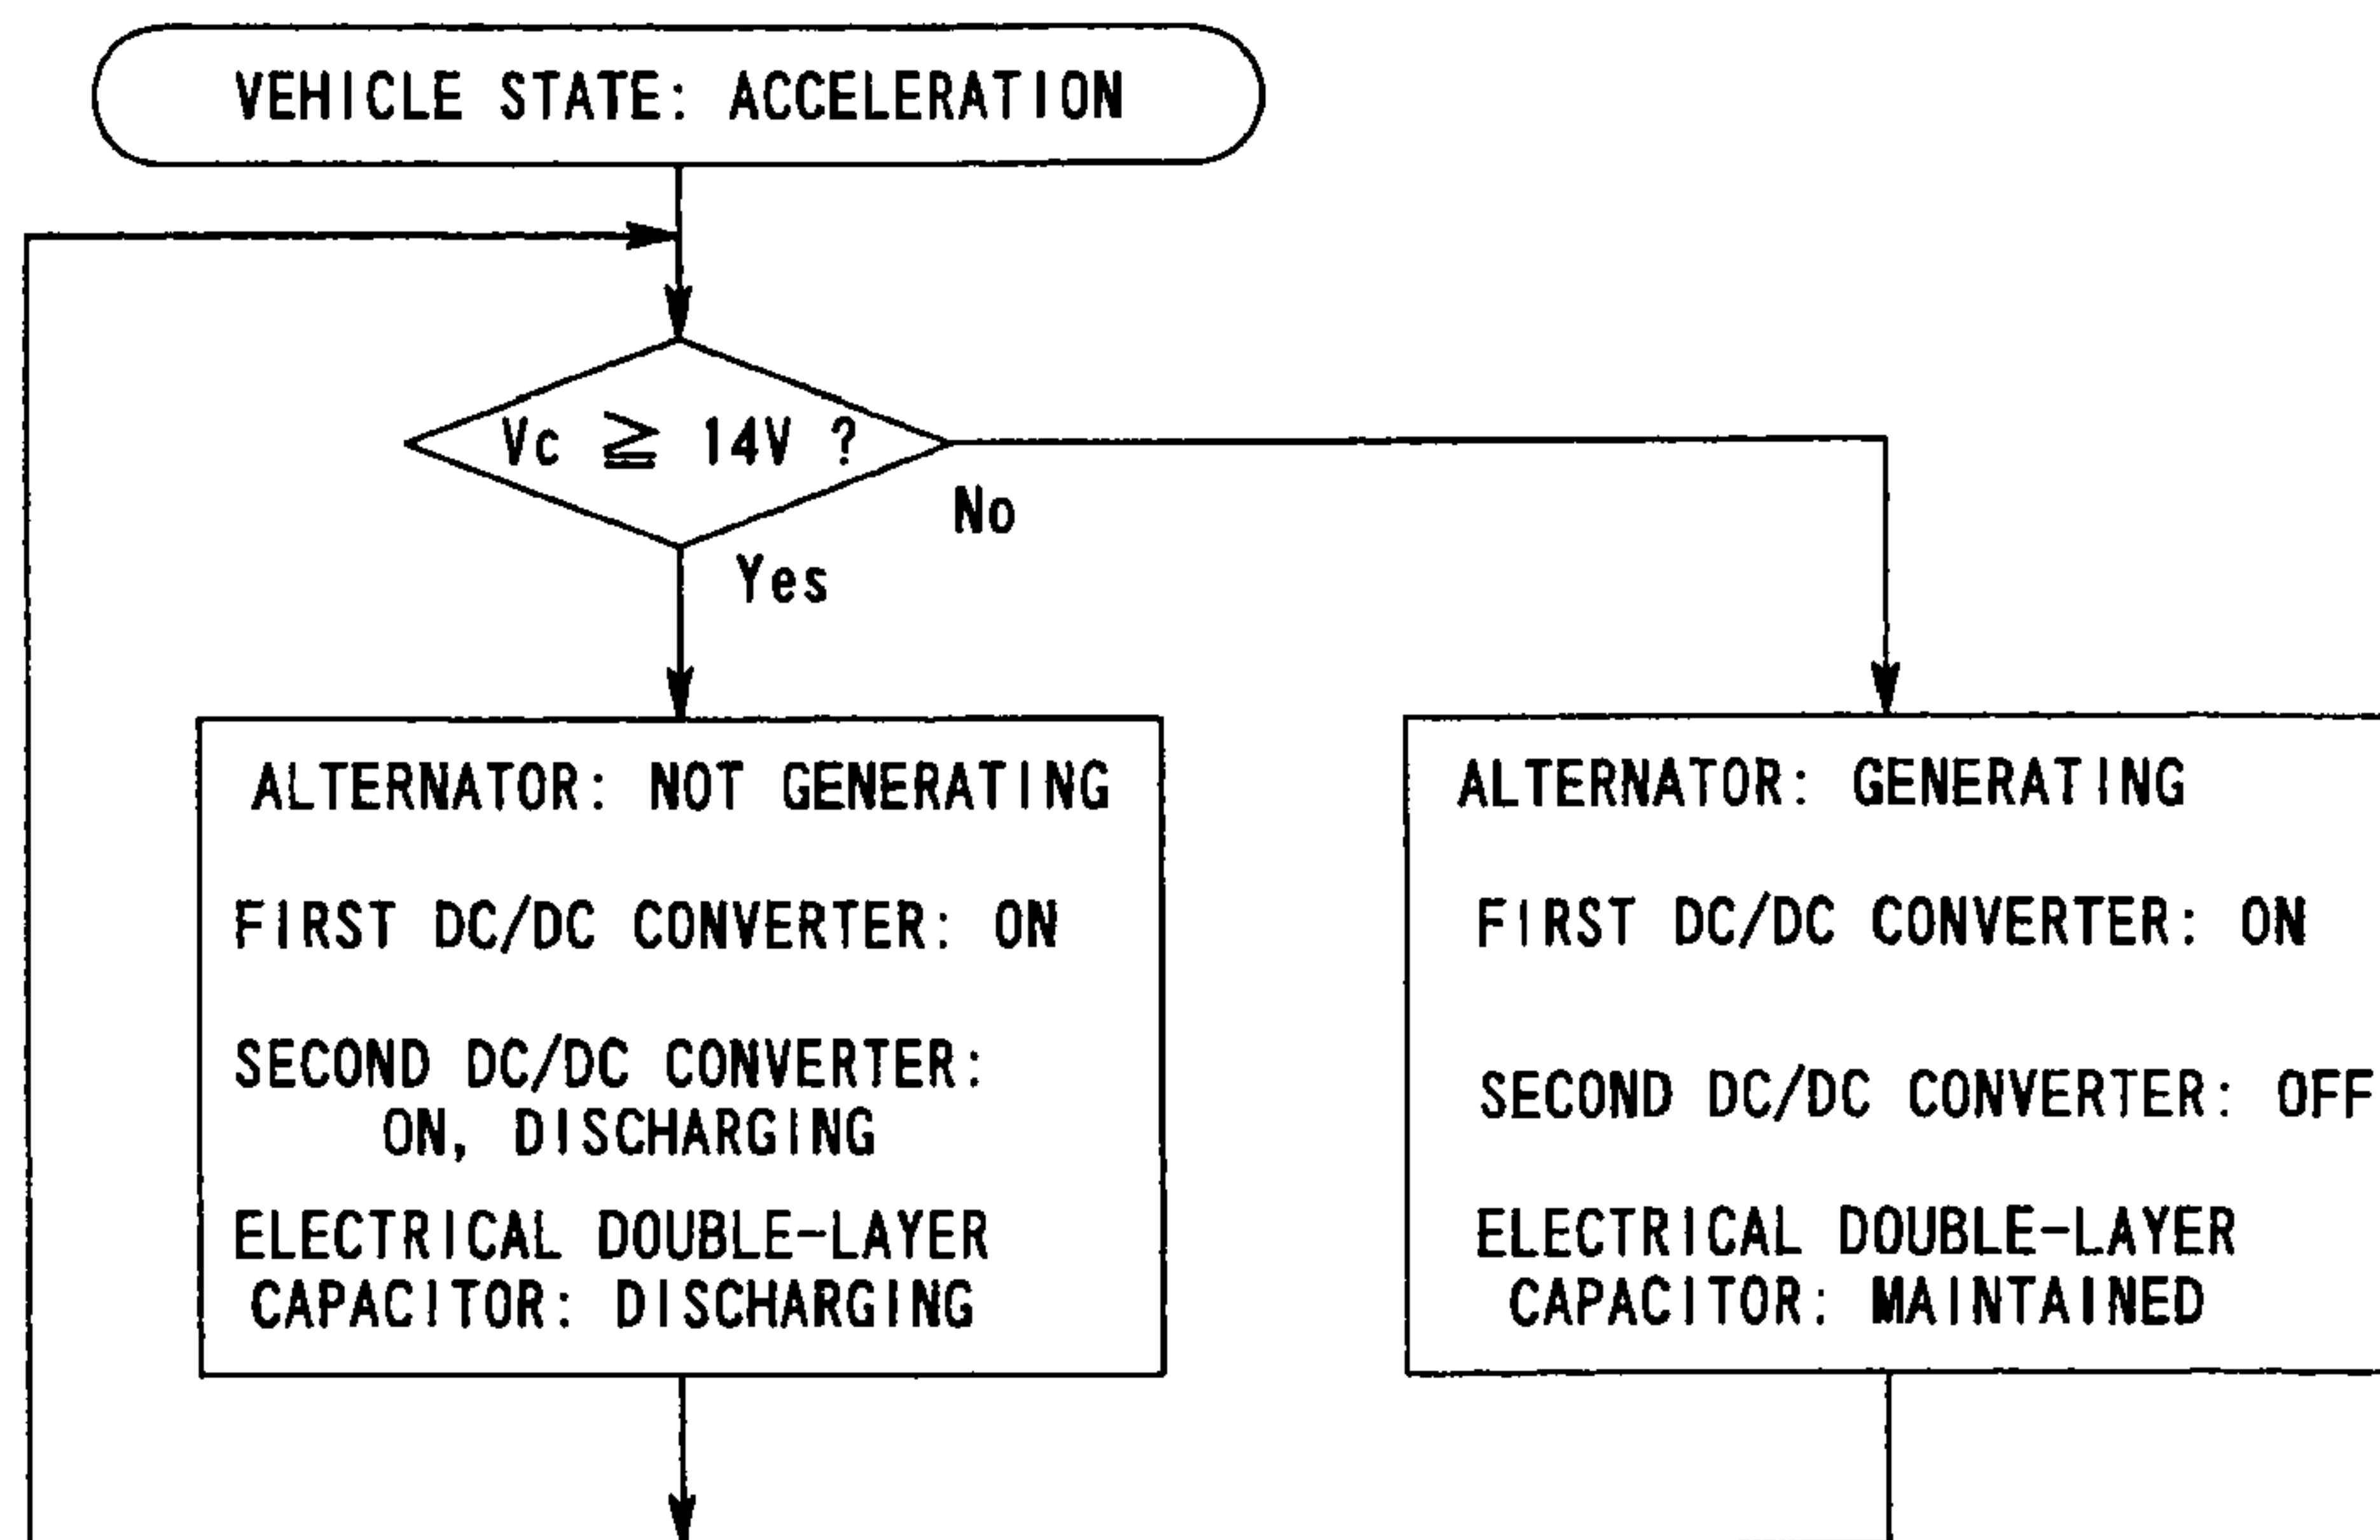 VEHICLE STATE: ACCELERATION
Vc ≧ 14V ?
No
Yes
ALTERNATOR: NOT GENERATING
FIRST DC/DC CONVERTER: ON
SECOND DC/DC CONVERTER:
ON, DISCHARGING
ELECTRICAL DOUBLE-LAYER
CAPACITOR: DISCHARGING
ALTERNATOR: GENERATING
FIRST DC/DC CONVERTER: ON
SECOND DC/DC CONVERTER: OFF
ELECTRICAL DOUBLE-LAYER
CAPACITOR: MAINTAINED